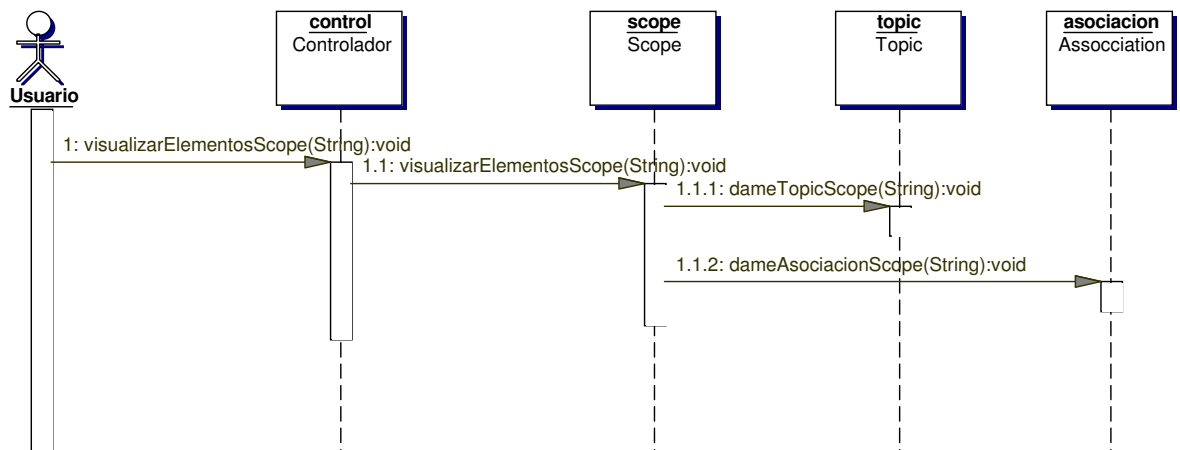 control
Controlador
scope
Scope
topic
Topic
asociacion
Assocciation
Usuario
1: visualizarElementosScope(String):void
1.1: visualizarElementosScope(String):void
1.1.1: dameTopicScope(String):void
1.1.2: dameAsociacionScope(String):void